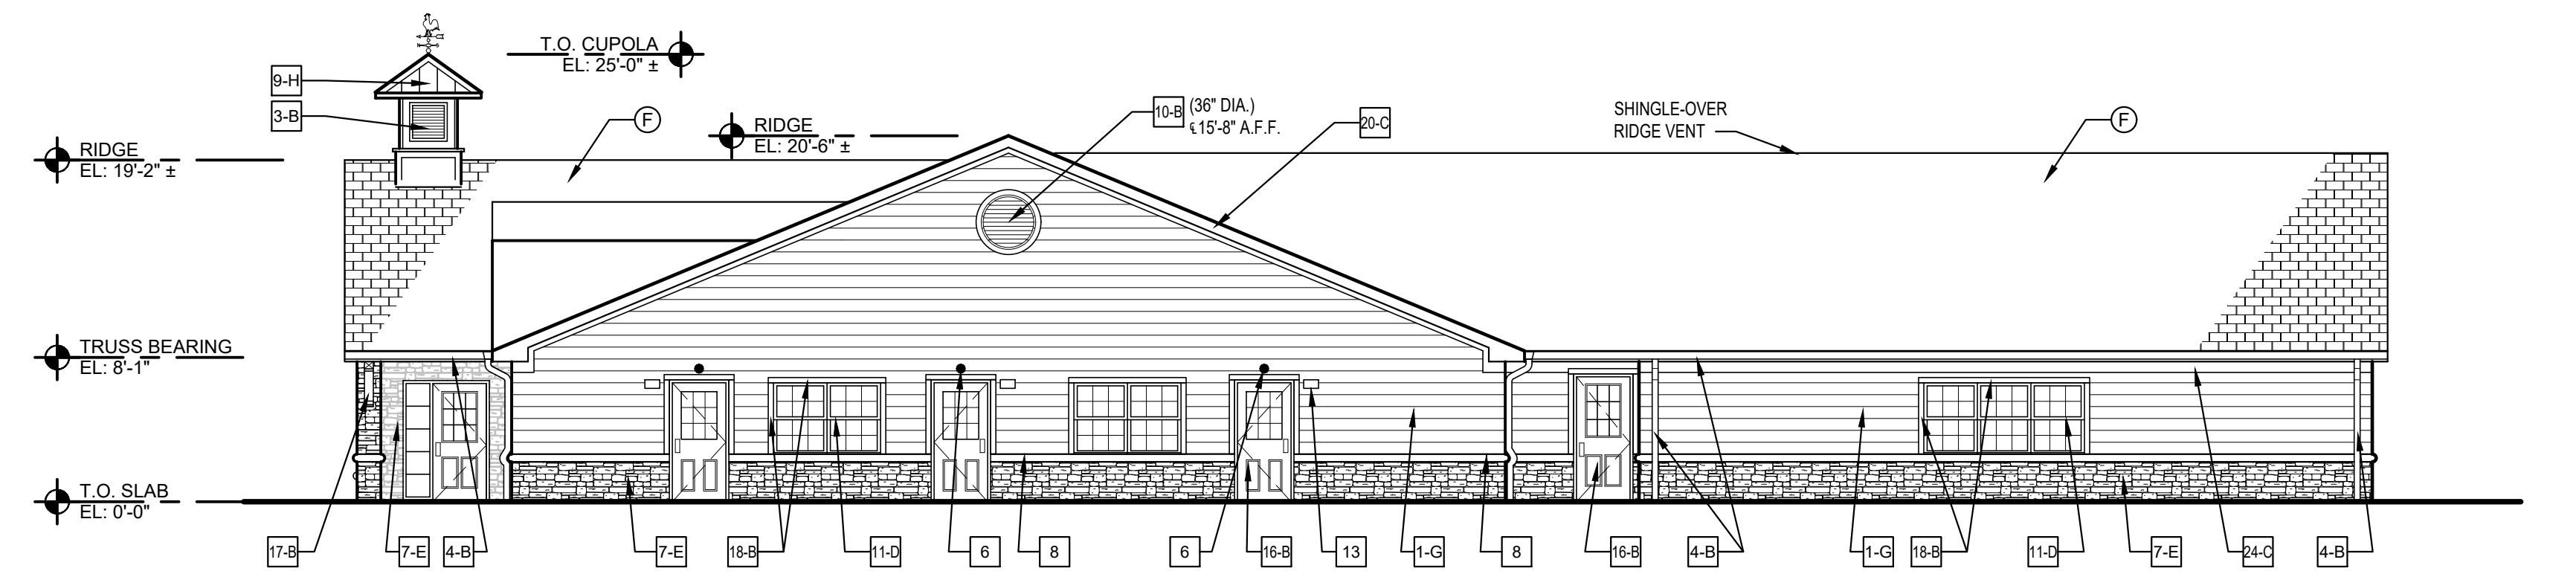 T.O. CUPOLA
EL: 25'-0" ±
9-H
3-B
F
RIDGE
EL: 20'-6" ±
10-B
(36" DIA.)
℄15'-8" A.F.F.
20-C
SHINGLE-OVER
RIDGE VENT
F
RIDGE
EL: 19'-2" ±
TRUSS BEARING
EL: 8'-1"
T.O. SLAB
EL: 0'-0"
17-B
7-E
4-B
7-E
18-B
11-D
6
8
6
16-B
13
1-G
8
16-B
4-B
1-G
18-B
11-D
7-E
24-C
4-B